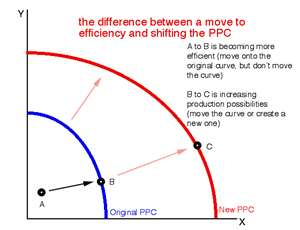 Y
the difference between a move to
efficiency and shifting the PPC
A to B is becoming more
efficent (move onto the
original curve, but don't move
the curve)
B to C is increasing
production possibilities
(move the curve or create a
new one)
C
B
A
Original PPC
New PPC
X